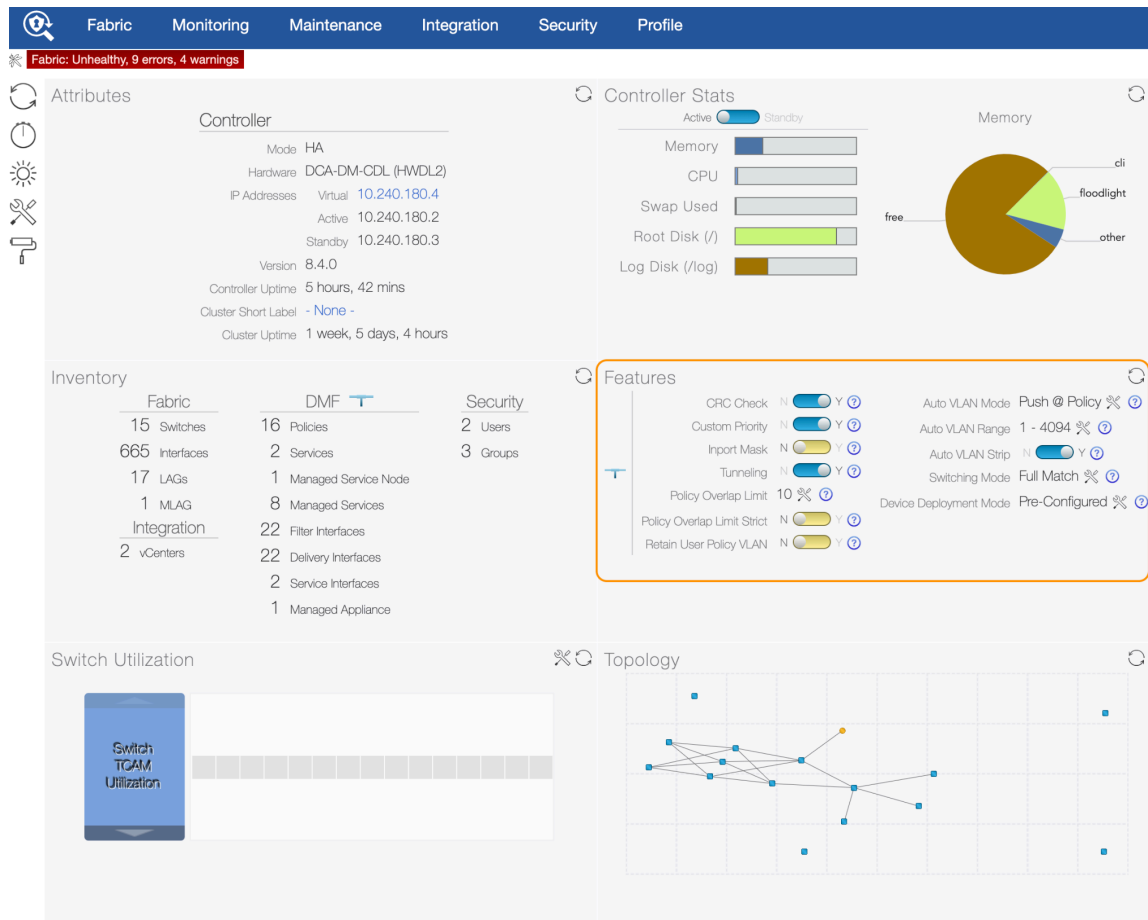 Fabric Monitoring Maintenance Integration Security Profile
Fabric: Unhealthy, 9 errors, 4 warnings
Attributes
Controller
Mode HA
Hardware DCA-DM-CDL (HWDL2)
IP Addresses Virtual 10.240.180.4
Active 10.240.180.2
Standby 10.240.180.3
Version 8.4.0
Controller Uptime 5 hours, 42 mins
Cluster Short Label - None -
Cluster Uptime 1 week, 5 days, 4 hours
Controller Stats
Active Standby
Memory
CPU
Swap Used
Root Disk (/)
Log Disk (/log)
Memory
cli
floodlight
free
other
Inventory
Fabric
15 Switches
665 Interfaces
17 LAGs
1 MLAG
Integration
2 vCenters
DMF
16 Policies
2 Services
1 Managed Service Node
8 Managed Services
22 Filter Interfaces
22 Delivery Interfaces
2 Service Interfaces
1 Managed Appliance
Security
2 Users
3 Groups
Features
CRC Check N Y ?
Custom Priority N Y ?
Inport Mask N Y ?
Tunneling N Y ?
Policy Overlap Limit 10 ?
Policy Overlap Limit Strict N Y ?
Retain User Policy VLAN N Y ?
Auto VLAN Mode Push @ Policy ?
Auto VLAN Range 1 - 4094 ?
Auto VLAN Strip N Y ?
Switching Mode Full Match ?
Device Deployment Mode Pre-Configured ?
Switch Utilization
Switch
TCAM
Utilization
Topology